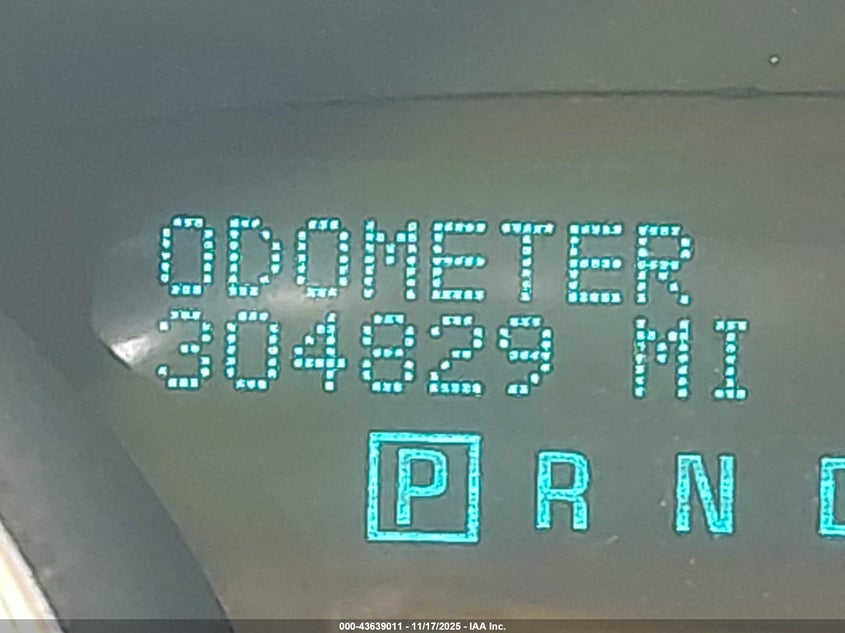 ODOMETER
304829 MI
P R N
000-43639011 - 11/17/2025 - IAA Inc.